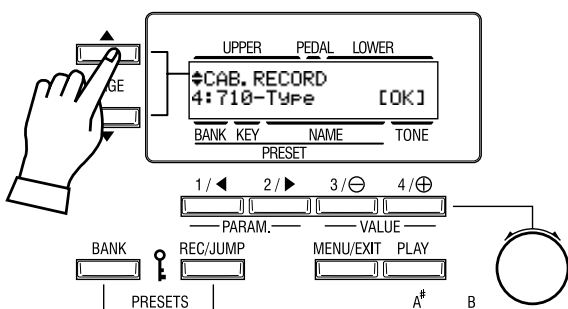 ▲
UPPER PEDAL LOWER
CAB. RECORD
4:710-Type [OK]
GE
▼
BANK KEY NAME TONE
PRESET
1/◀ 2/▶ 3/⊖ 4/⊕
PARAM. VALUE
BANK REC/JUMP MENU/EXIT PLAY
PRESETS A# B